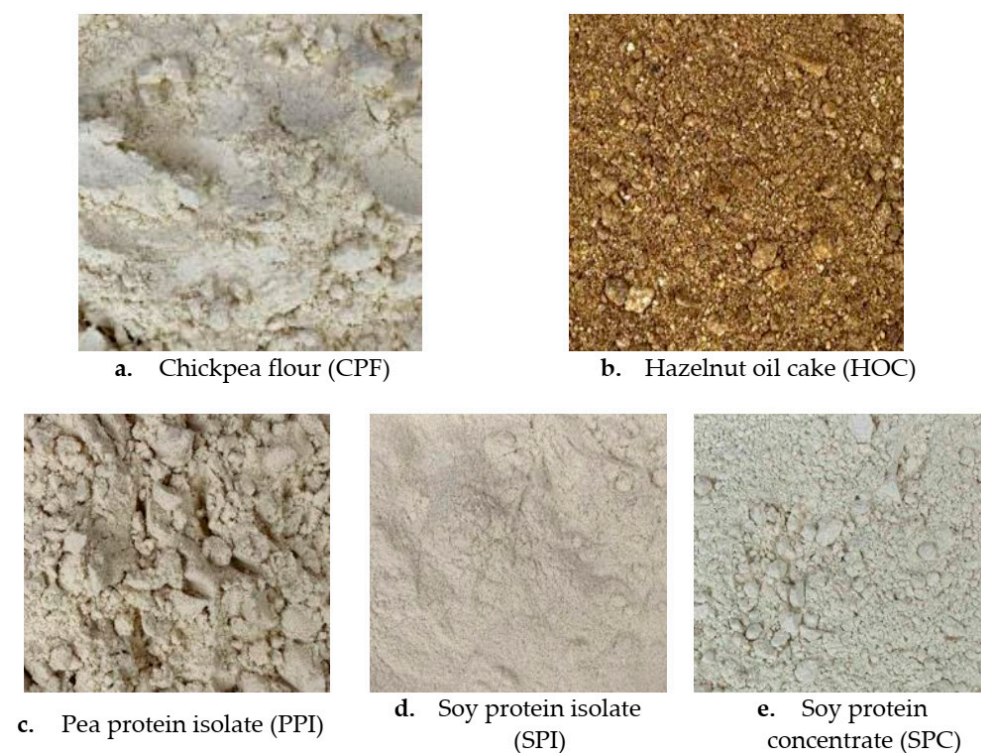 a. Chickpea flour (CPF)
b. Hazelnut oil cake (HOC)
c. Pea protein isolate (PPI)
d. Soy protein isolate
(SPI)
e. Soy protein
concentrate (SPC)